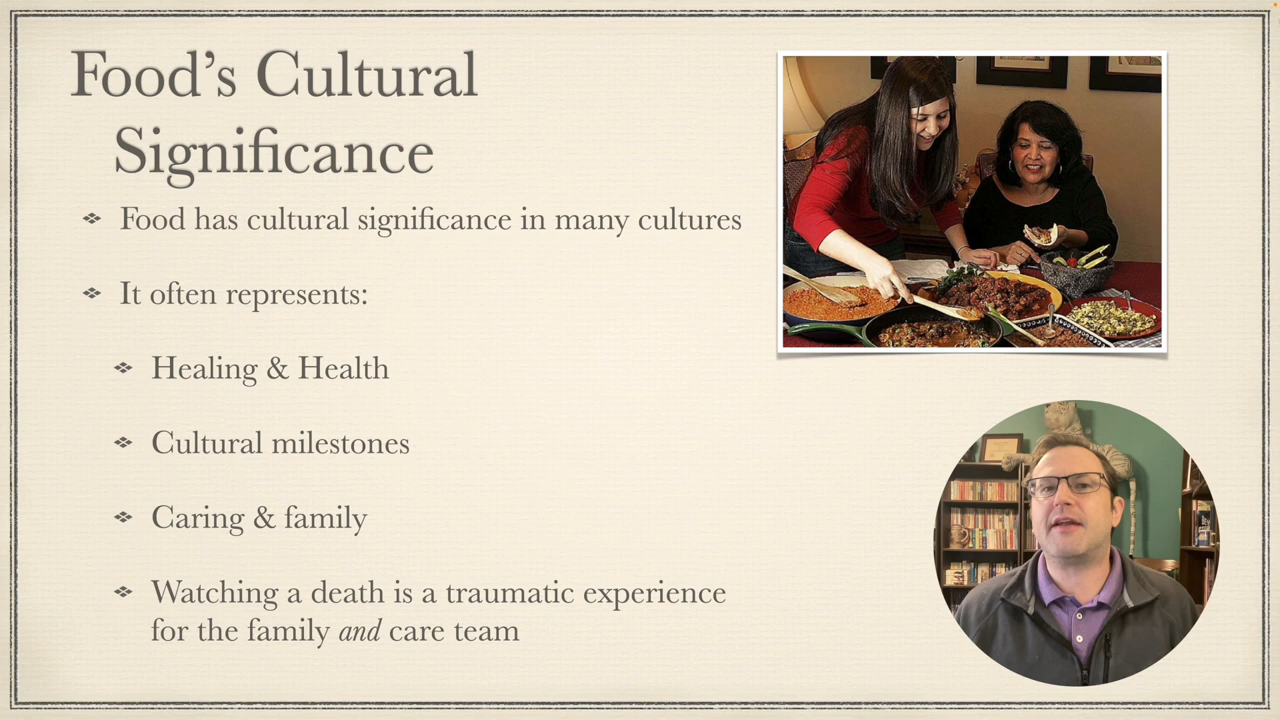 Food’s Cultural
Significance
Food has cultural significance in many cultures
It often represents:
Healing & Health
Cultural milestones
Caring & family
Watching a death is a traumatic experience
for the family and care team